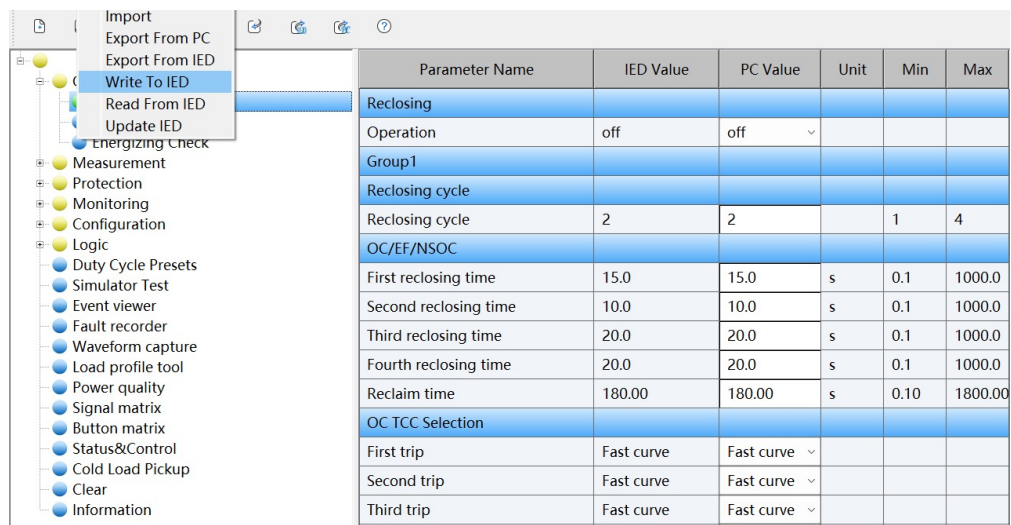 Import
Export From PC
Export From IED
Write To IED
Read From IED
Update IED
Energizing Check
Measurement
Protection
Monitoring
Configuration
Logic
Duty Cycle Presets
Simulator Test
Event viewer
Fault recorder
Waveform capture
Load profile tool
Power quality
Signal matrix
Button matrix
Status&Control
Cold Load Pickup
Clear
Information
Parameter Name IED Value PC Value Unit Min Max
Reclosing
Operation off off
Group1
Reclosing cycle
Reclosing cycle 2 2 1 4
OC/EF/NSOC
First reclosing time 15.0 15.0 s 0.1 1000.0
Second reclosing time 10.0 10.0 s 0.1 1000.0
Third reclosing time 20.0 20.0 s 0.1 1000.0
Fourth reclosing time 20.0 20.0 s 0.1 1000.0
Reclaim time 180.00 180.00 s 0.10 1800.00
OC TCC Selection
First trip Fast curve Fast curve
Second trip Fast curve Fast curve
Third trip Fast curve Fast curve